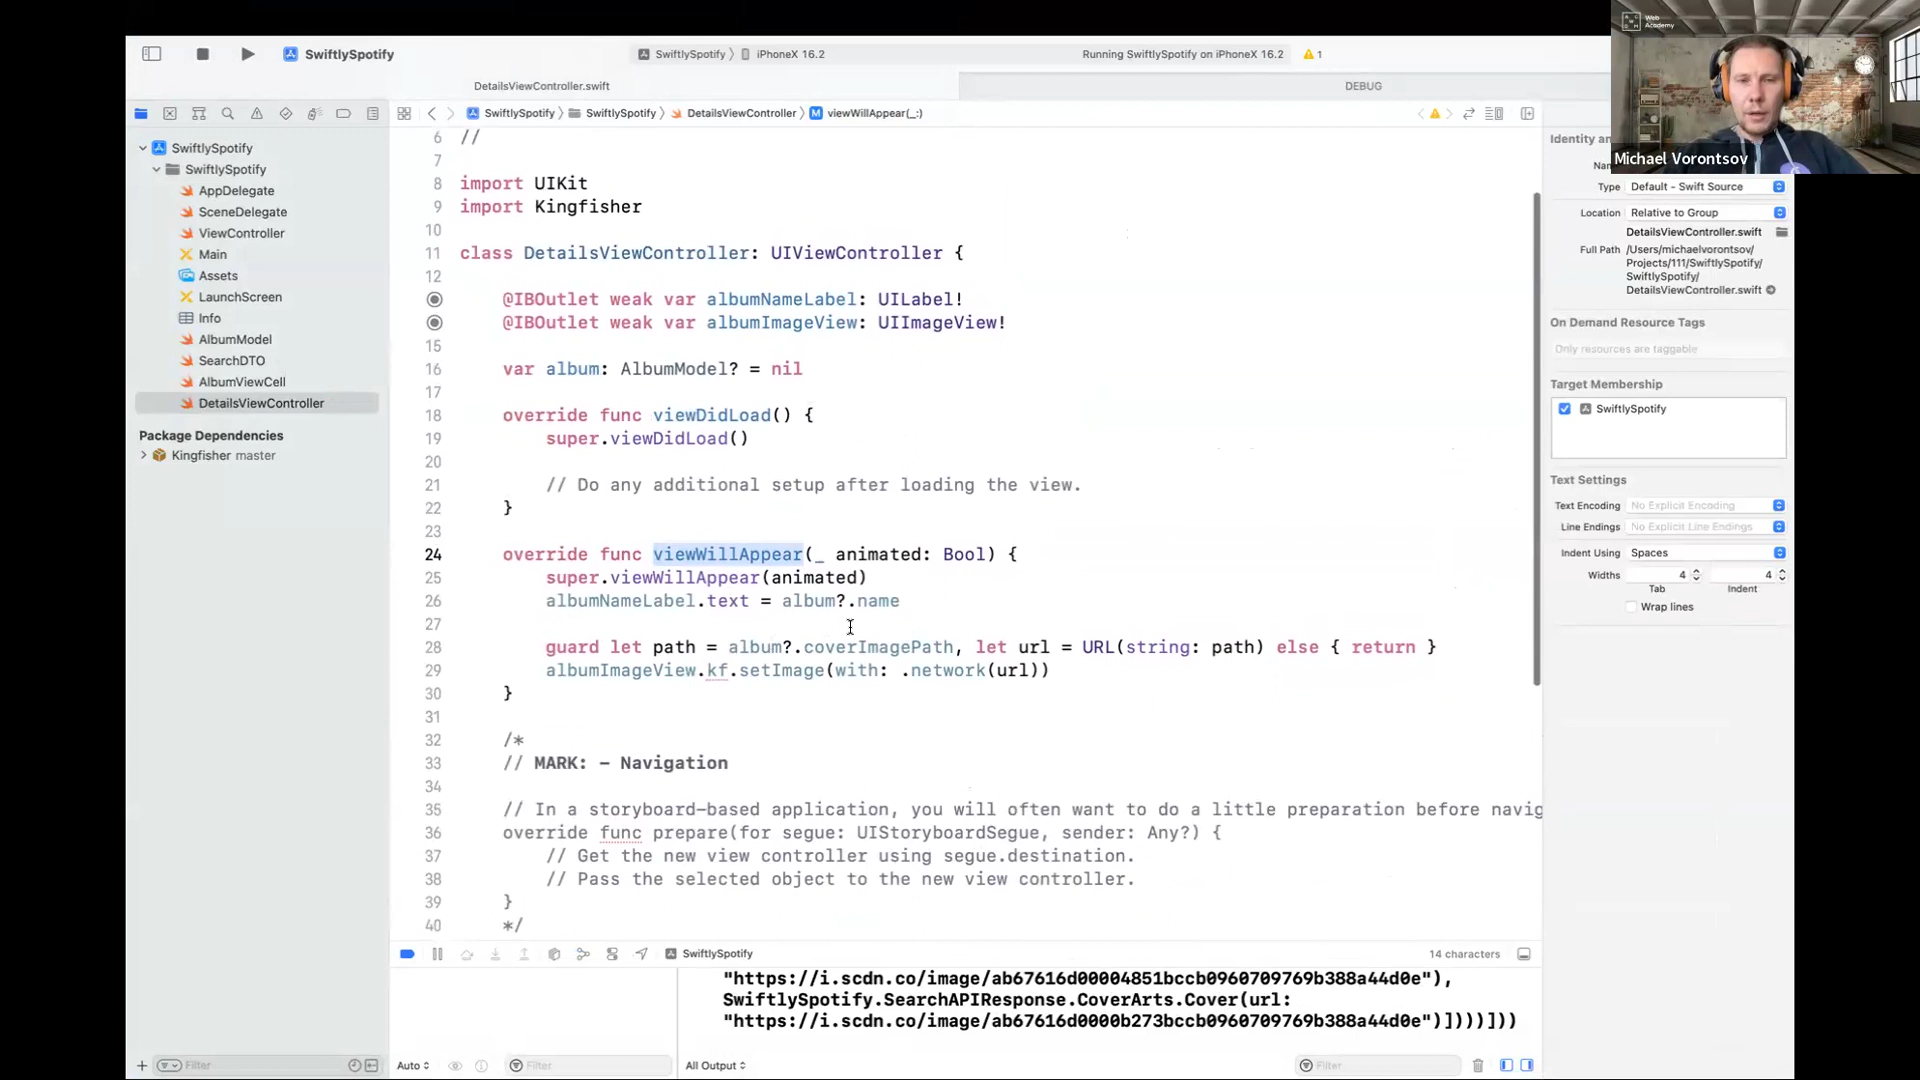 Web
Academy
Michael Vorontsov
SwiftlySpotify
SwiftlySpotify
iPhoneX 16.2
Running SwiftlySpotify on iPhoneX 16.2
1
DetailsViewController.swift
DEBUG
SwiftlySpotify
SwiftlySpotify
DetailsViewController
viewWillAppear(_:)
SwiftlySpotify
SwiftlySpotify
AppDelegate
SceneDelegate
ViewController
Main
Assets
LaunchScreen
Info
AlbumModel
SearchDTO
AlbumViewCell
DetailsViewController
Package Dependencies
Kingfisher master
Filter
6 //
7
8 import UIKit
9 import Kingfisher
10
11 class DetailsViewController: UIViewController {
12
@IBOutlet weak var albumNameLabel: UILabel!
@IBOutlet weak var albumImageView: UIImageView!
15
16 var album: AlbumModel? = nil
17
18 override func viewDidLoad() {
19 super.viewDidLoad()
20
21 // Do any additional setup after loading the view.
22 }
23
24 override func viewWillAppear(_ animated: Bool) {
25 super.viewWillAppear(animated)
26 albumNameLabel.text = album?.name
27
28 guard let path = album?.coverImagePath, let url = URL(string: path) else { return }
29 albumImageView.kf.setImage(with: .network(url))
30 }
31
32 /*
33 // MARK: - Navigation
34
35 // In a storyboard-based application, you will often want to do a little preparation before navig
36 override func prepare(for segue: UIStoryboardSegue, sender: Any?) {
37 // Get the new view controller using segue.destination.
38 // Pass the selected object to the new view controller.
39 }
40 */
SwiftlySpotify
14 characters
"https://i.scdn.co/image/ab67616d00004851bccb0960709769b388a44d0e"),
SwiftlySpotify.SearchAPIResponse.CoverArts.Cover(url:
"https://i.scdn.co/image/ab67616d0000b273bccb0960709769b388a44d0e")])))]))
Auto
Filter
All Output
Filter
Identity an
Type Default - Swift Source
Location Relative to Group
DetailsViewController.swift
Full Path /Users/michaelvorontsov/
Projects/111/SwiftlySpotify/
SwiftlySpotify/
DetailsViewController.swift
On Demand Resource Tags
Only resources are taggable
Target Membership
SwiftlySpotify
Text Settings
Text Encoding No Explicit Encoding
Line Endings No Explicit Line Endings
Indent Using Spaces
Widths 4 4
Tab Indent
Wrap lines